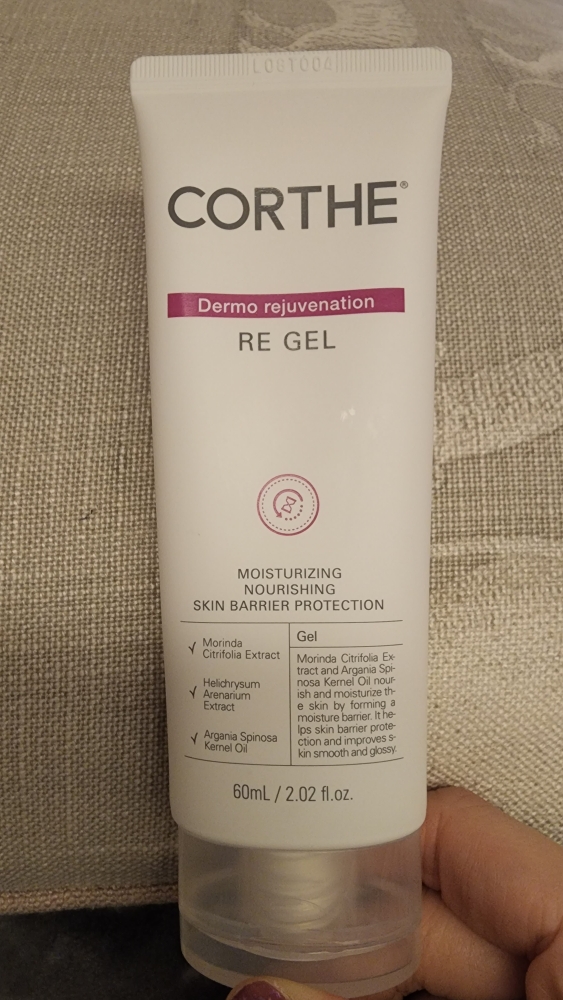 CORTHE®
Dermo rejuvenation
RE GEL
MOISTURIZING
NOURISHING
SKIN BARRIER PROTECTION
Morinda
Citrifolia Extract
Helichrysum
Arenarium
Extract
Argania Spinosa
Kernel Oil
Gel
Morinda Citrifolia Ex-
tract and Argania Spi-
nosa Kernel Oil nour-
ish and moisturize th-
e skin by forming a
moisture barrier. It he-
lps skin barrier prote-
ction and improves s-
kin smooth and glossy.
60mL / 2.02 fl.oz.